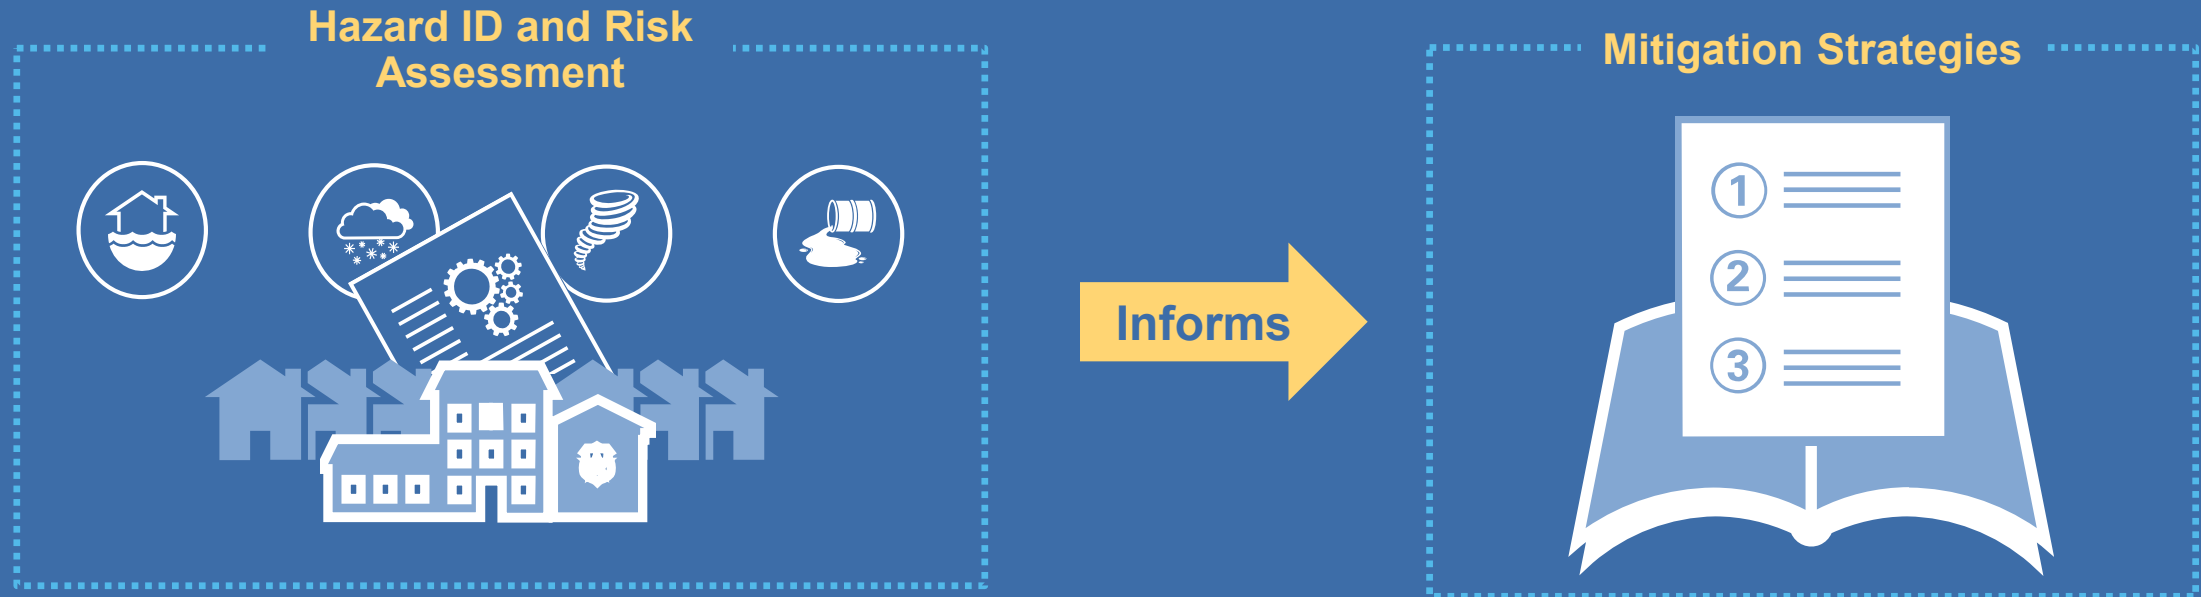 Hazard ID and Risk
Assessment
Informs
Mitigation Strategies
1
2
3